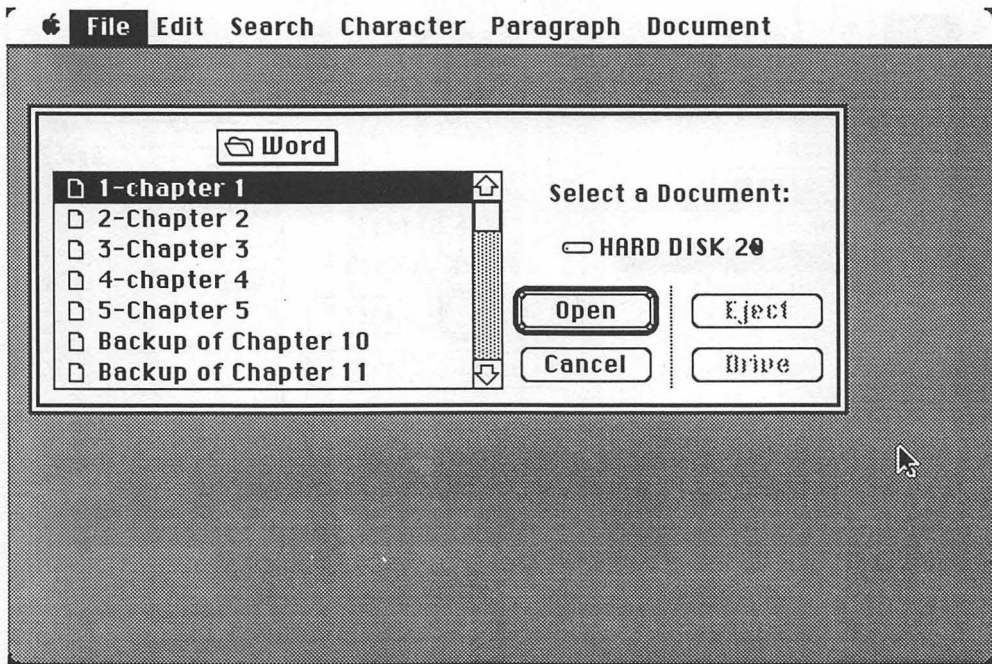 File Edit Search Character Paragraph Document
Word
1-chapter 1
2-Chapter 2
3-Chapter 3
4-chapter 4
5-Chapter 5
Backup of Chapter 10
Backup of Chapter 11
Select a Document:
HARD DISK 20
Open
Eject
Cancel
Drive